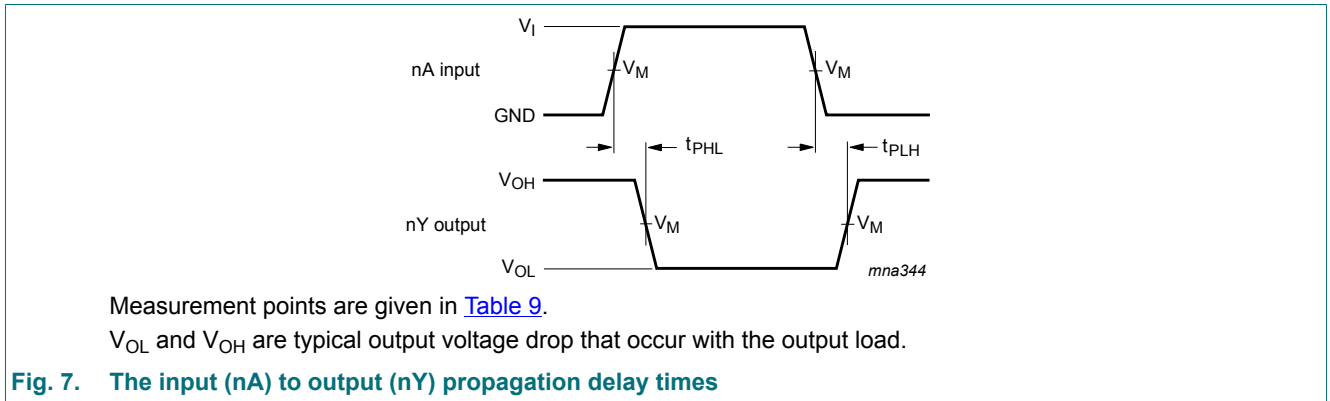 V_I
nA input
V_M
V_M
GND
t_PHL
t_PLH
V_OH
nY output
V_M
V_M
V_OL
mna344
Measurement points are given in Table 9.
V_OL and V_OH are typical output voltage drop that occur with the output load.
Fig. 7. The input (nA) to output (nY) propagation delay times